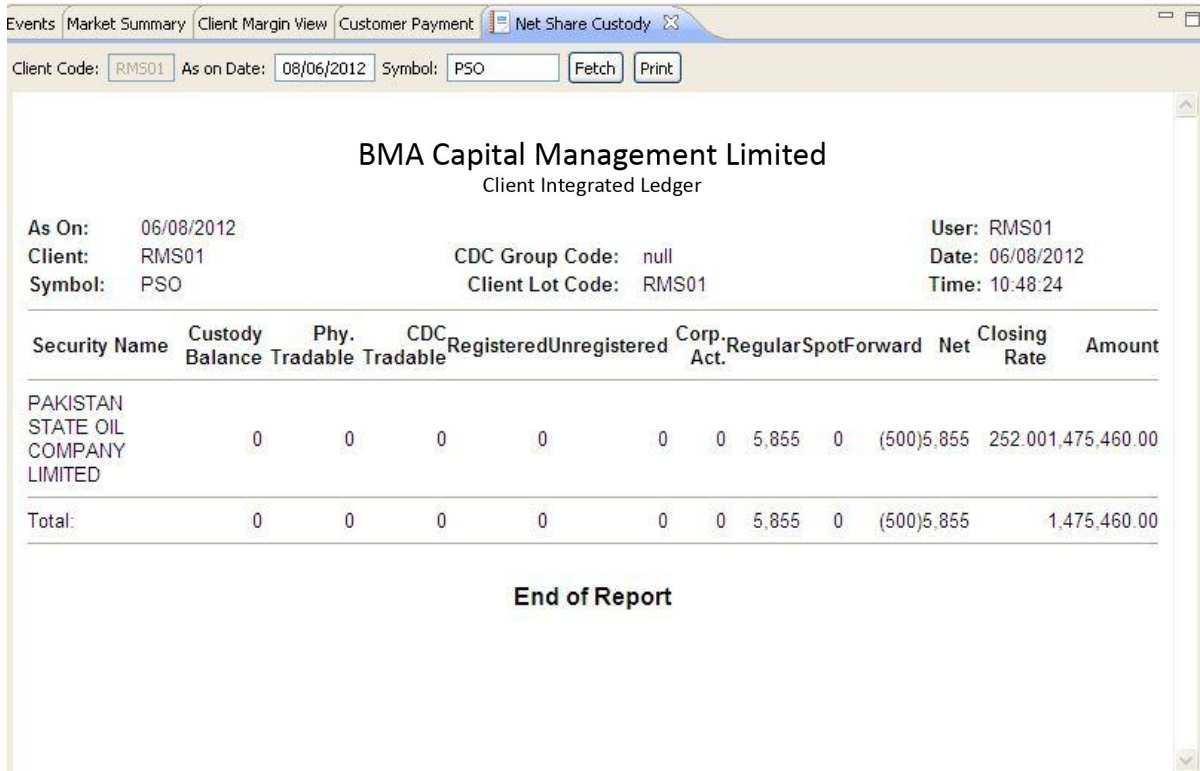 Events Market Summary Client Margin View Customer Payment Net Share Custody
Client Code: RMS01 As on Date: 08/06/2012 Symbol: PSO Fetch Print
BMA Capital Management Limited
Client Integrated Ledger
As On: 06/08/2012 User: RMS01
Client: RMS01 CDC Group Code: null Date: 06/08/2012
Symbol: PSO Client Lot Code: RMS01 Time: 10:48:24
Security Name Custody Balance Phy. Tradable CDC Tradable Registered Unregistered Corp. Act. Regular Spot Forward Net Closing Rate Amount
PAKISTAN
STATE OIL
COMPANY
LIMITED
0 0 0 0 0 0 5,855 0 (500) 5,855 252.00 1,475,460.00
Total: 0 0 0 0 0 0 5,855 0 (500) 5,855 1,475,460.00
End of Report